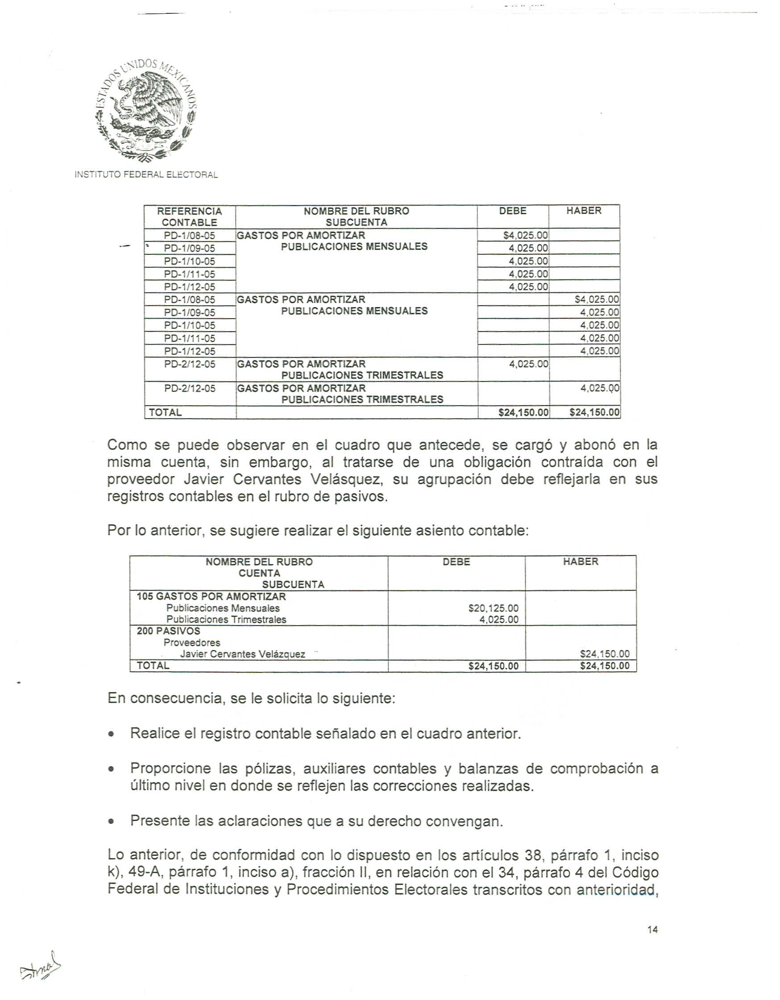 ESTADOS UNIDOS MEXICANOS
INSTITUTO FEDERAL ELECTORAL
REFERENCIA CONTABLE NOMBRE DEL RUBRO SUBCUENTA DEBE HABER
PD-1/08-05 GASTOS POR AMORTIZAR $4,025.00
PD-1/09-05 PUBLICACIONES MENSUALES 4,025.00
PD-1/10-05 4,025.00
PD-1/11-05 4,025.00
PD-1/12-05 4,025.00
PD-1/08-05 GASTOS POR AMORTIZAR $4,025.00
PD-1/09-05 PUBLICACIONES MENSUALES 4,025.00
PD-1/10-05 4,025.00
PD-1/11-05 4,025.00
PD-1/12-05 4,025.00
PD-2/12-05 GASTOS POR AMORTIZAR 4,025.00
PUBLICACIONES TRIMESTRALES
PD-2/12-05 GASTOS POR AMORTIZAR 4,025.00
PUBLICACIONES TRIMESTRALES
TOTAL $24,150.00 $24,150.00
Como se puede observar en el cuadro que antecede, se cargó y abonó en la
misma cuenta, sin embargo, al tratarse de una obligación contraída con el
proveedor Javier Cervantes Velásquez, su agrupación debe reflejarla en sus
registros contables en el rubro de pasivos.
Por lo anterior, se sugiere realizar el siguiente asiento contable:
NOMBRE DEL RUBRO DEBE HABER
CUENTA
SUBCUENTA
105 GASTOS POR AMORTIZAR
Publicaciones Mensuales $20,125.00
Publicaciones Trimestrales 4,025.00
200 PASIVOS
Proveedores
Javier Cervantes Velázquez $24,150.00
TOTAL $24,150.00 $24,150.00
En consecuencia, se le solicita lo siguiente:
• Realice el registro contable señalado en el cuadro anterior.
• Proporcione las pólizas, auxiliares contables y balanzas de comprobación a
último nivel en donde se reflejen las correcciones realizadas.
• Presente las aclaraciones que a su derecho convengan.
Lo anterior, de conformidad con lo dispuesto en los artículos 38, párrafo 1, inciso
k), 49-A, párrafo 1, inciso a), fracción II, en relación con el 34, párrafo 4 del Código
Federal de Instituciones y Procedimientos Electorales transcritos con anterioridad,
14